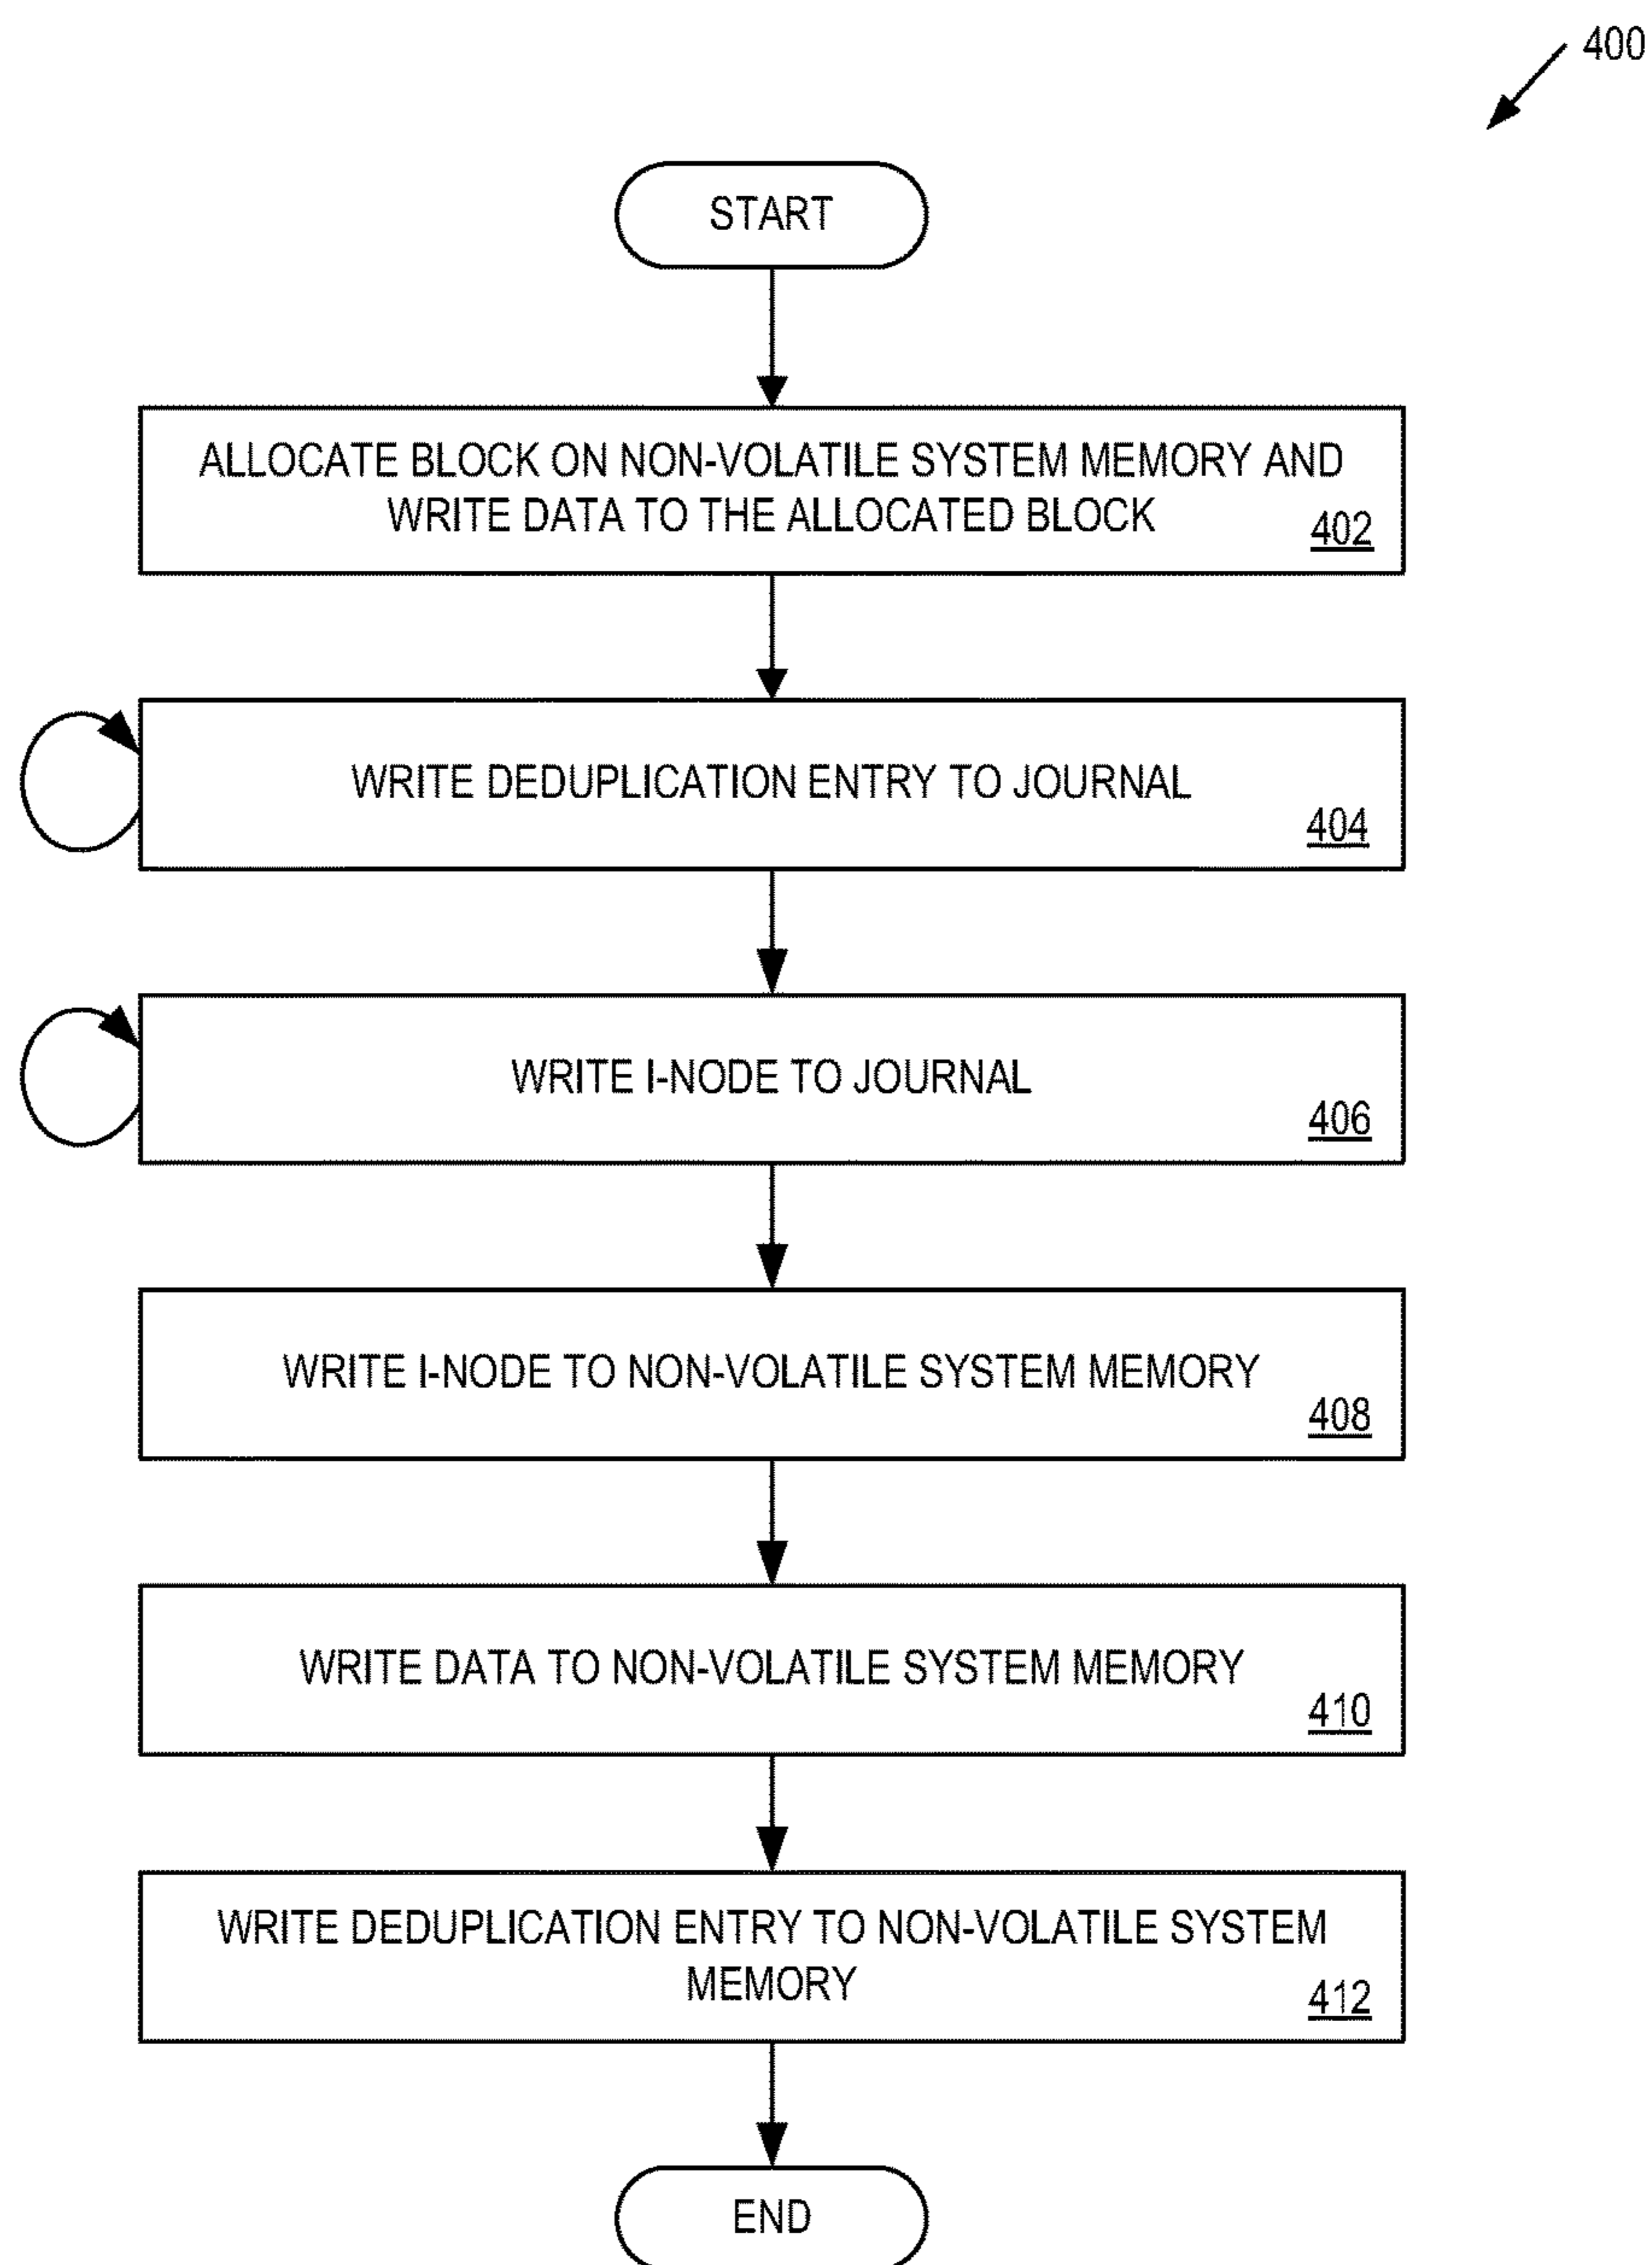 400
START
ALLOCATE BLOCK ON NON-VOLATILE SYSTEM MEMORY AND
WRITE DATA TO THE ALLOCATED BLOCK
402
WRITE DEDUPLICATION ENTRY TO JOURNAL
404
WRITE I-NODE TO JOURNAL
406
WRITE I-NODE TO NON-VOLATILE SYSTEM MEMORY
408
WRITE DATA TO NON-VOLATILE SYSTEM MEMORY
410
WRITE DEDUPLICATION ENTRY TO NON-VOLATILE SYSTEM
MEMORY
412
END